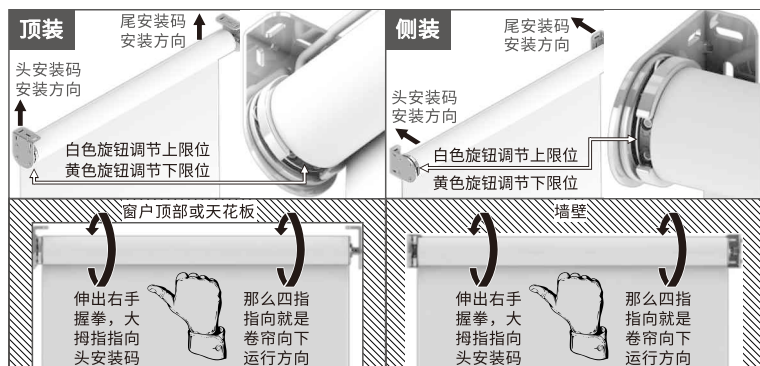 顶装
尾安装码
安装方向
头安装码
安装方向
白色旋钮调节上限位
黄色旋钮调节下限位
侧装
尾安装码
安装方向
头安装码
安装方向
白色旋钮调节上限位
黄色旋钮调节下限位
窗户顶部或天花板
伸出右手
握拳，大
拇指指向
头安装码
那么四指
指向就是
卷帘向下
运行方向
墙壁
伸出右手
握拳，大
拇指指向
头安装码
那么四指
指向就是
卷帘向下
运行方向